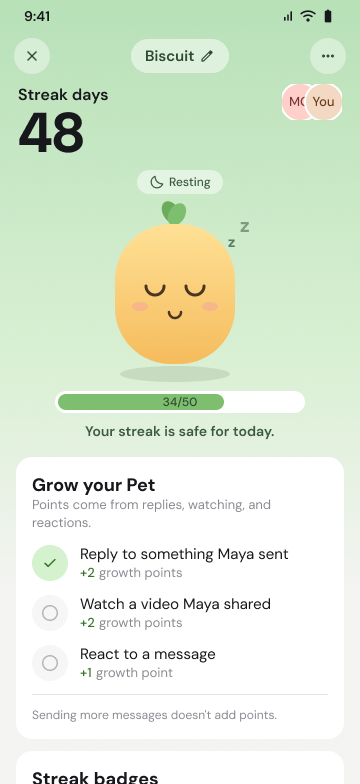 9:41
Biscuit
Streak days
48
You
Resting
z
z
34/50
Your streak is safe for today.
Grow your Pet
Points come from replies, watching, and
reactions.
Reply to something Maya sent
+2 growth points
Watch a video Maya shared
+2 growth points
React to a message
+1 growth point
Sending more messages doesn't add points.
Streak badges